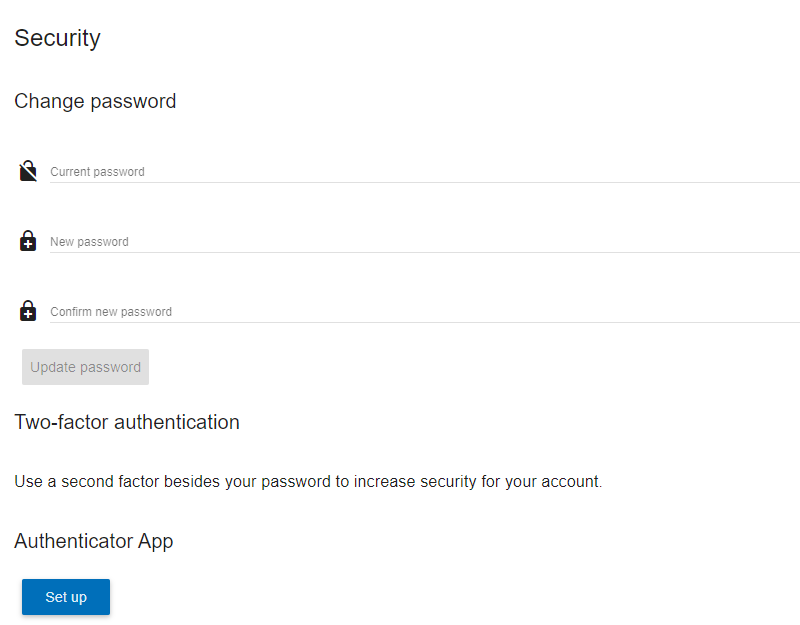 Security
Change password
Current password
New password
Confirm new password
Update password
Two-factor authentication
Use a second factor besides your password to increase security for your account.
Authenticator App
Set up